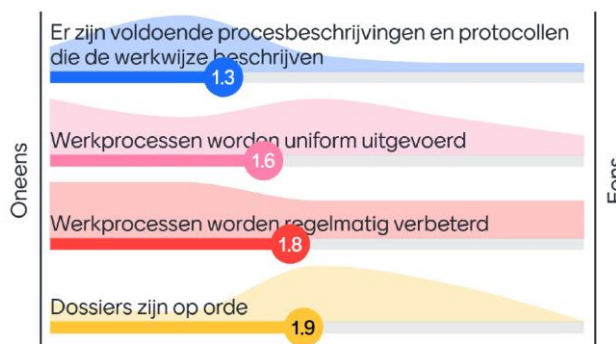 Er zijn voldoende procesbeschrijvingen en protocollen
die de werkwijze beschrijven
1.3
Werkprocessen worden uniform uitgevoerd
1.6
Werkprocessen worden regelmatig verbeterd
1.8
Dossiers zijn op orde
1.9
Oneens